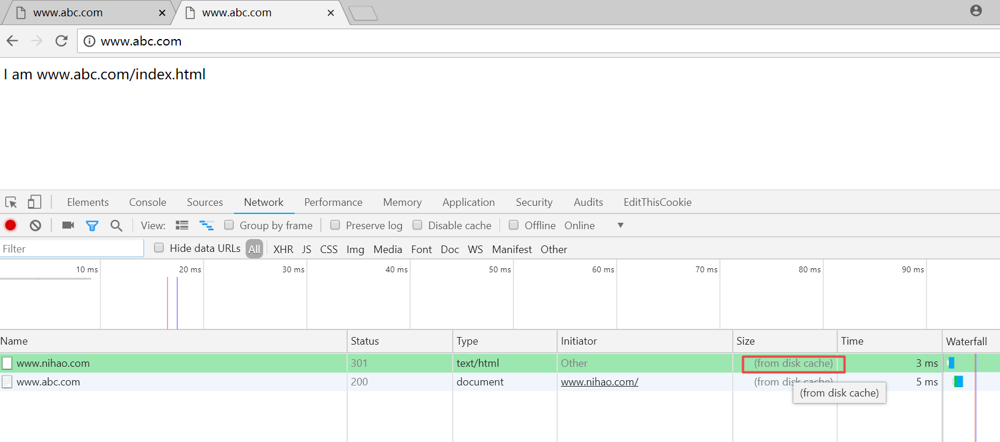 www.abc.com × www.abc.com ×
www.abc.com
I am www.abc.com/index.html
Elements Console Sources Network Performance Memory Application Security Audits EditThisCookie
View: Group by frame Preserve log Disable cache Offline Online ▼
Filter Hide data URLs All XHR JS CSS Img Media Font Doc WS Manifest Other
10 ms 20 ms 30 ms 40 ms 50 ms 60 ms 70 ms 80 ms 90 ms
Name Status Type Initiator Size Time Waterfall
www.nihao.com 301 text/html Other (from disk cache) 3 ms
www.abc.com 200 document www.nihao.com/ (from disk cache) 5 ms
(from disk cache)